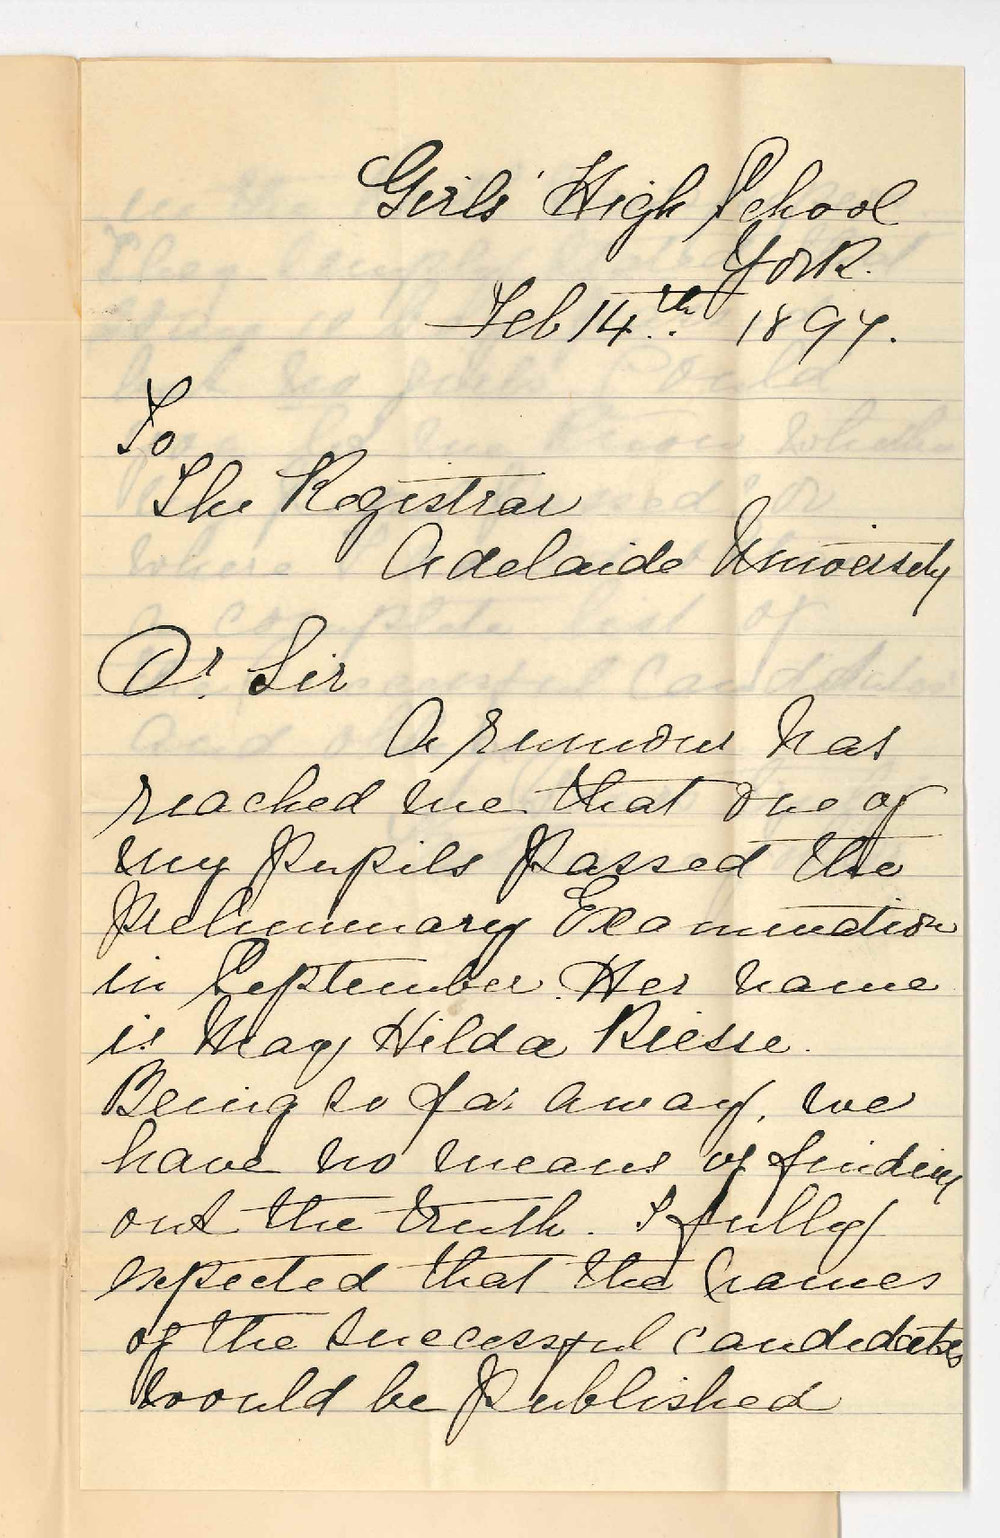 Girls' High School
York.
Feb 14th. 1897.
To
The Registrar
Adelaide University
Dr. Sir
A rumour has
reached me that one of
my pupils passed the
Preliminary Examination
in September. Her name
is May Hilda Biesse.
Being so far away, we
have no means of finding
out the truth. I fully
expected that the names
of the successful candidates
would be published